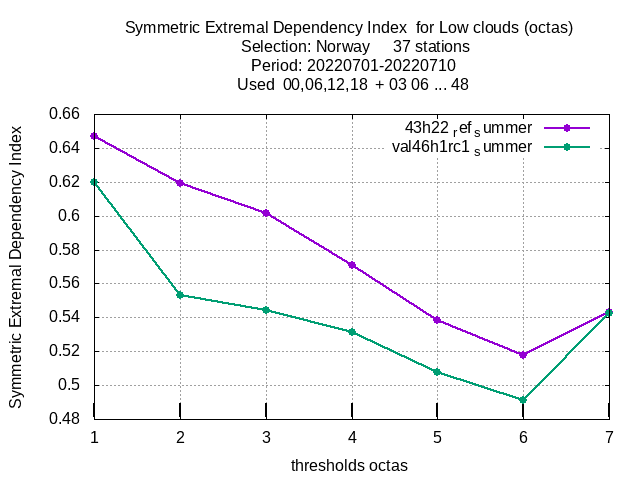 Symmetric Extremal Dependency Index  for Low clouds (octas)
Selection: Norway     37 stations
Period: 20220701-20220710
Used  00,06,12,18  + 03 06 ... 48
43h22 ref summer
val46h1rc1 summer
Symmetric Extremal Dependency Index
0.66
0.64
0.62
0.6
0.58
0.56
0.54
0.52
0.5
0.48
1 2 3 4 5 6 7
thresholds octas